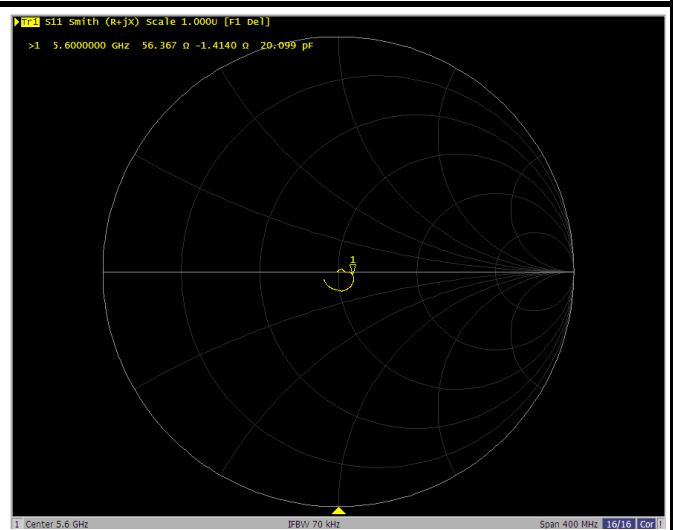 Tr1 S11 Smith (R+jX) Scale 1.000U [F1 Del]
>1 5.6000000 GHz 56.367 Ω -1.4140 Ω 20.099 pF
1
1 Center 5.6 GHz IFBW 70 kHz Span 400 MHz 16/16 Cor !